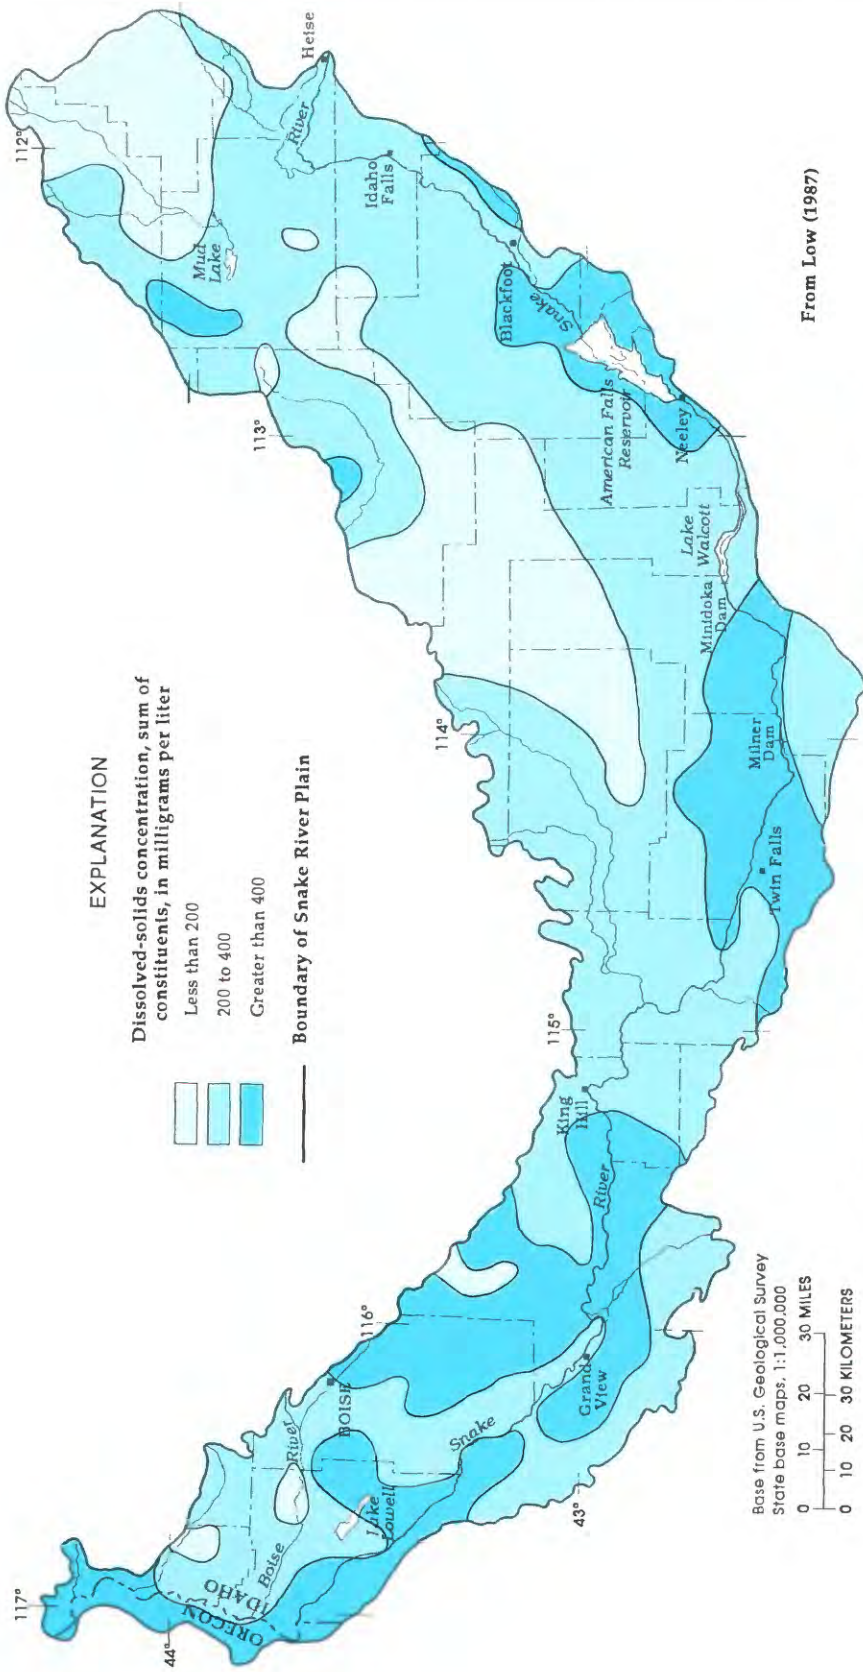 EXPLANATION
Dissolved-solids concentration, sum of
constituents, in milligrams per liter
Less than 200
200 to 400
Greater than 400
Boundary of Snake River Plain
117°
44°
OREGON
IDAHO
Boise
River
Lake
Lowell
BOISE
116°
43°
Snake
Grand
View
River
King
Hill
115°
Twin Falls
Milner
Dam
114°
Minidoka
Dam
Lake
Walcott
American Falls
Reservoir
Neeley
113°
Snake
Blackfoot
Idaho
Falls
River
Heise
Mud
Lake
112°
Base from U.S. Geological Survey
State base maps, 1:1,000,000
0 10 20 30 MILES
0 10 20 30 KILOMETERS
From Low (1987)